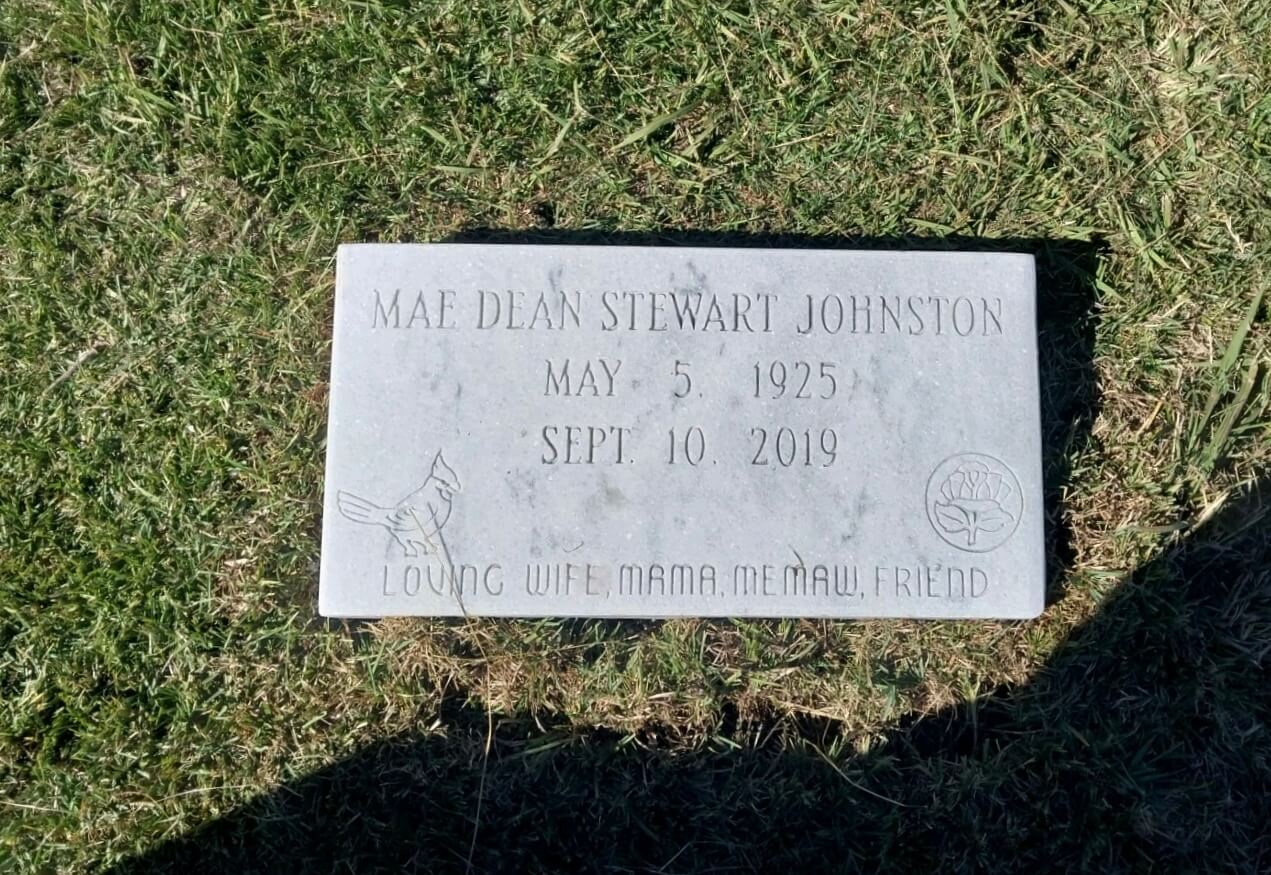 MAE DEAN STEWART JOHNSTON
MAY 5, 1925
SEPT. 10, 2019
LOVING WIFE, MAMA, MEMAW, FRIEND